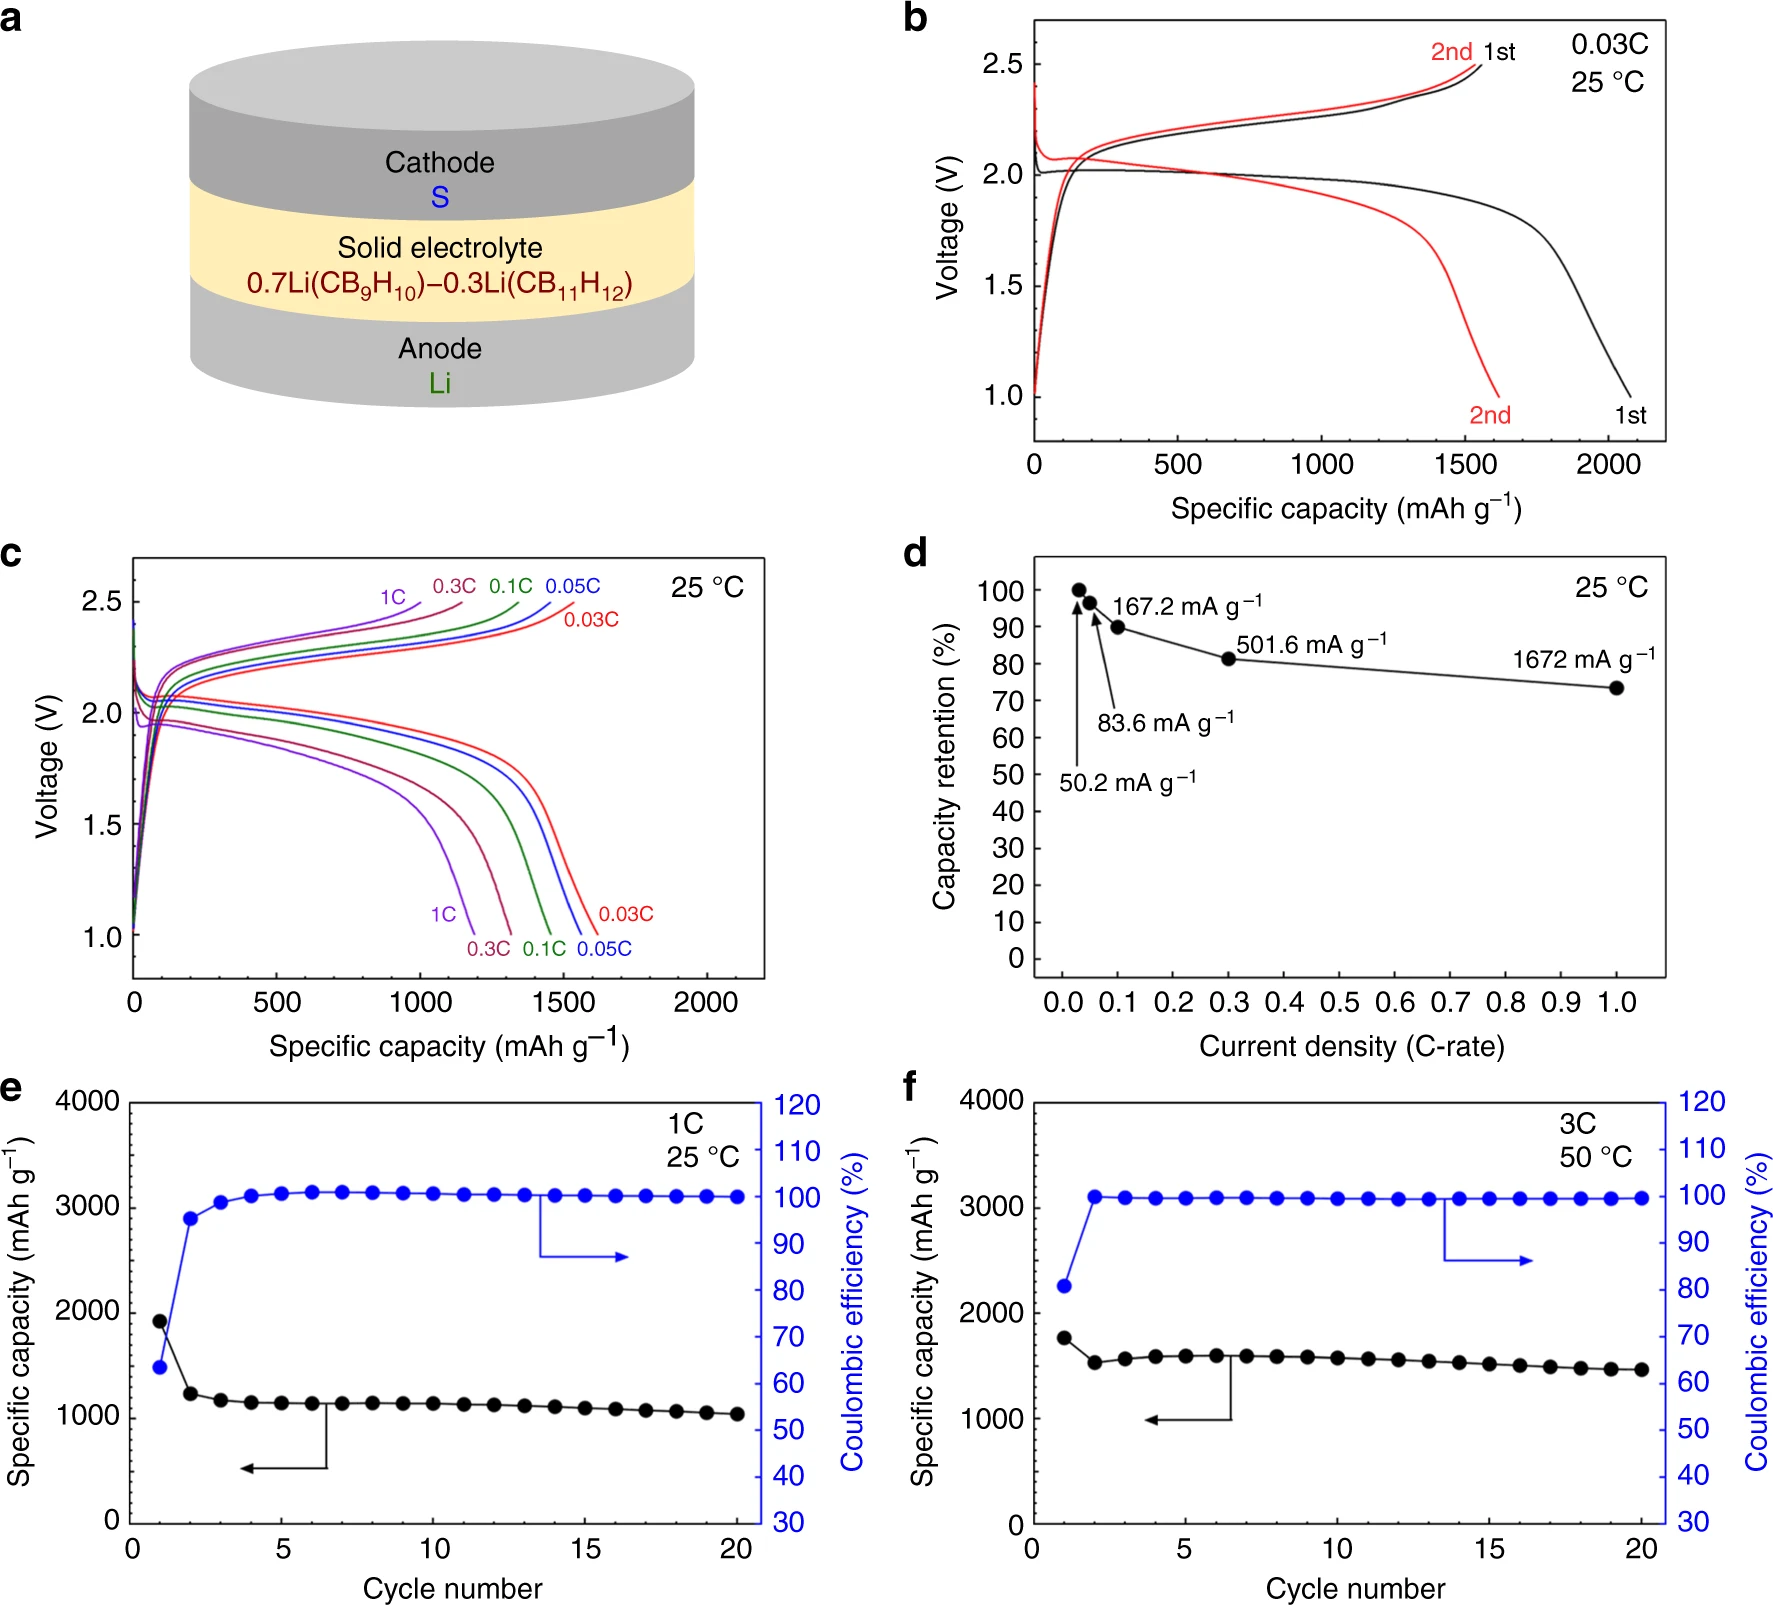 a
Cathode
S
Solid electrolyte
0.7Li(CB₉H₁₀)−0.3Li(CB₁₁H₁₂)
Anode
Li
b
2nd 1st
0.03C
25 °C
2.5
2.0
1.5
1.0
Voltage (V)
2nd
1st
0 500 1000 1500 2000
Specific capacity (mAh g⁻¹)
c
25 °C
1C 0.3C 0.1C 0.05C
0.03C
2.5
2.0
1.5
1.0
Voltage (V)
1C
0.03C
0.3C 0.1C 0.05C
0 500 1000 1500 2000
Specific capacity (mAh g⁻¹)
d
25 °C
100
90
80
70
60
50
40
30
20
10
0
Capacity retention (%)
167.2 mA g⁻¹
501.6 mA g⁻¹
1672 mA g⁻¹
83.6 mA g⁻¹
50.2 mA g⁻¹
0.0 0.1 0.2 0.3 0.4 0.5 0.6 0.7 0.8 0.9 1.0
Current density (C-rate)
e
1C
25 °C
4000
3000
2000
1000
0
Specific capacity (mAh g⁻¹)
120
110
100
90
80
70
60
50
40
30
Coulombic efficiency (%)
0 5 10 15 20
Cycle number
f
3C
50 °C
4000
3000
2000
1000
0
Specific capacity (mAh g⁻¹)
120
110
100
90
80
70
60
50
40
30
Coulombic efficiency (%)
0 5 10 15 20
Cycle number